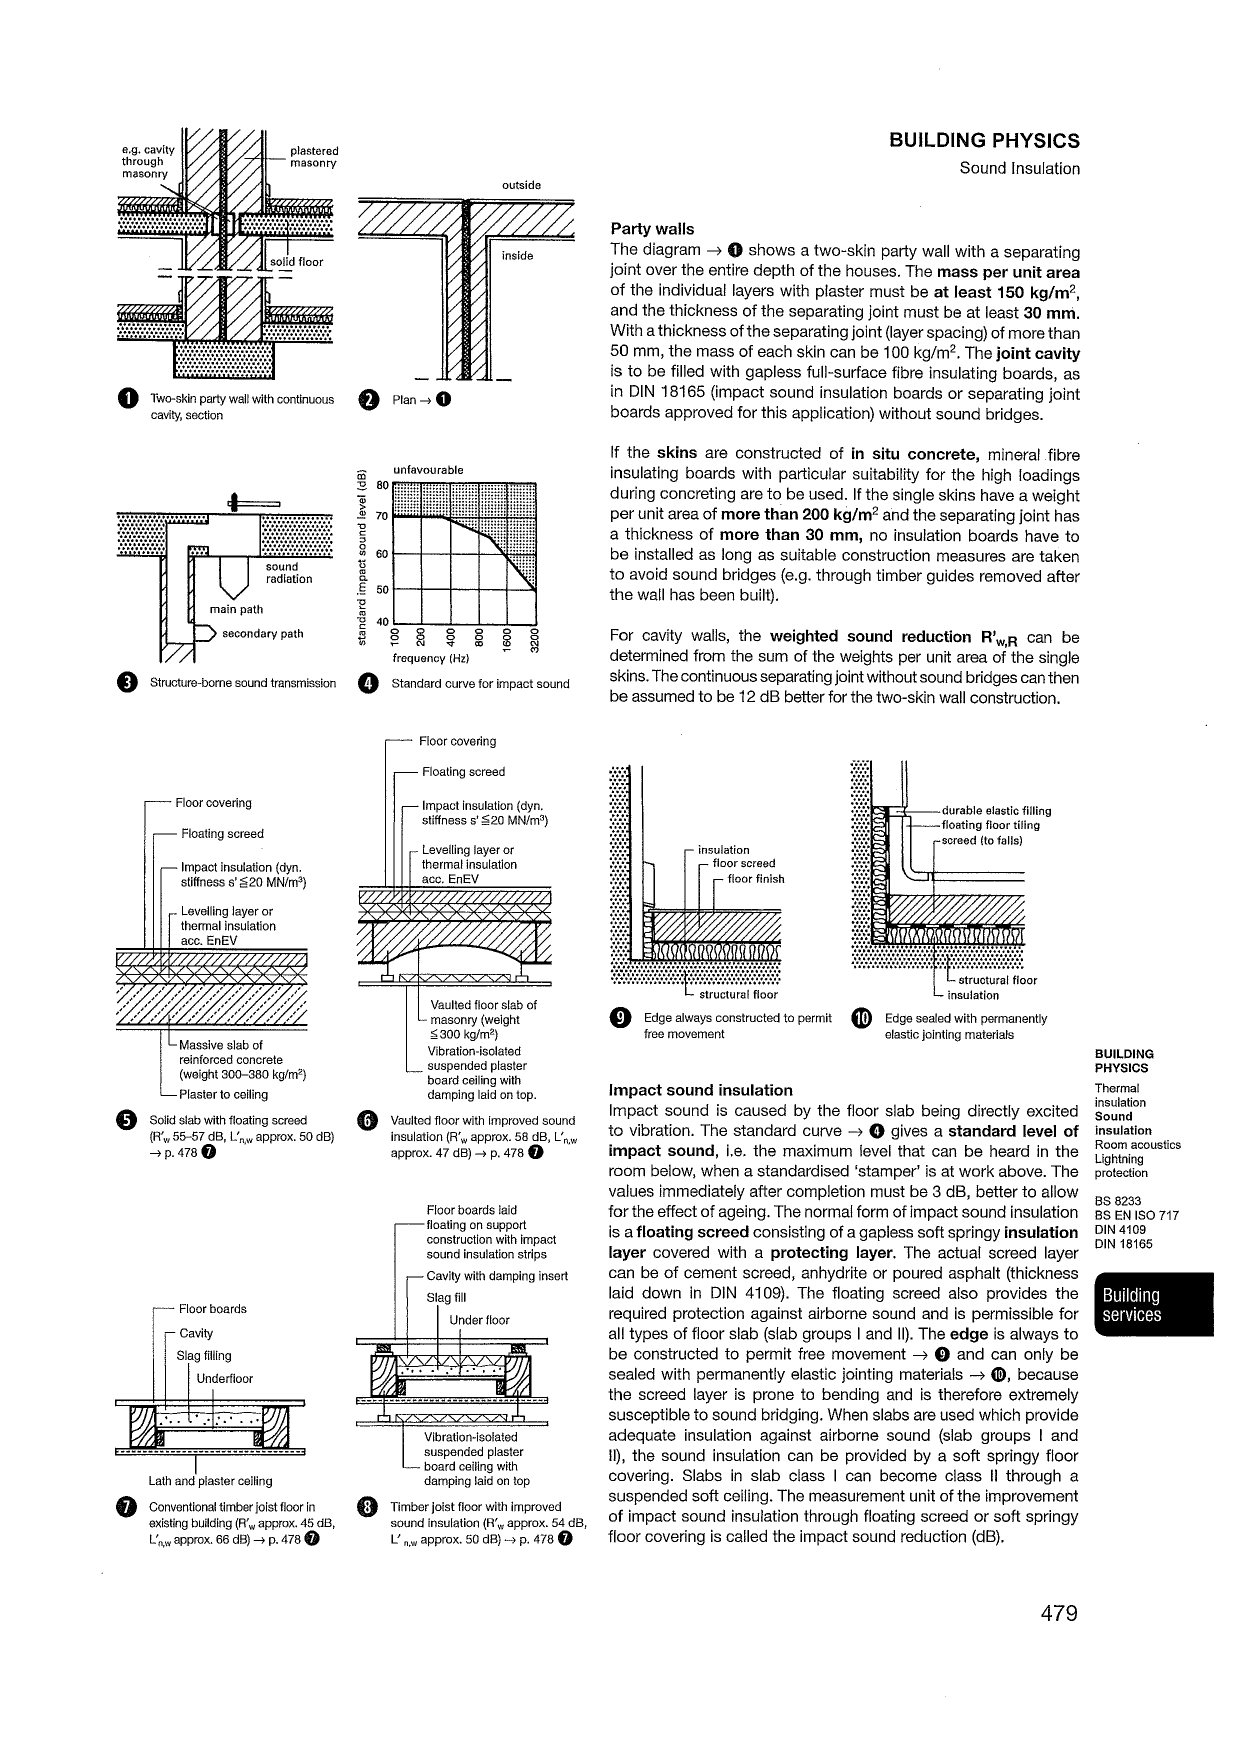 BUILDING PHYSICS
Sound Insulation
e.g. cavity
through
masonry
plastered
masonry
solid floor
❶ Two-skin party wall with continuous
cavity, section
outside
inside
❷ Plan → ❶
sound
radiation
main path
secondary path
❸ Structure-borne sound transmission
unfavourable
standard impact sound level (dB)
80
70
60
50
40
100
200
400
800
1600
3200
frequency (Hz)
❹ Standard curve for impact sound
Floor covering
Floating screed
Impact insulation (dyn.
stiffness s' ≦20 MN/m³)
Levelling layer or
thermal insulation
acc. EnEV
Massive slab of
reinforced concrete
(weight 300–380 kg/m²)
Plaster to ceiling
❺ Solid slab with floating screed
(R′w 55–57 dB, L′n,w approx. 50 dB)
→ p. 478 ❼
Floor covering
Floating screed
Impact insulation (dyn.
stiffness s' ≦20 MN/m³)
Levelling layer or
thermal insulation
acc. EnEV
Vaulted floor slab of
masonry (weight
≦300 kg/m²)
Vibration-isolated
suspended plaster
board ceiling with
damping laid on top.
❻ Vaulted floor with improved sound
insulation (R′w approx. 58 dB, L′n,w
approx. 47 dB) → p. 478 ❼
Floor boards
Cavity
Slag filling
Underfloor
Lath and plaster ceiling
❼ Conventional timber joist floor in
existing building (R′w approx. 45 dB,
L′n,w approx. 66 dB) → p. 478 ❼
Floor boards laid
floating on support
construction with impact
sound insulation strips
Cavity with damping insert
Slag fill
Under floor
Vibration-isolated
suspended plaster
board ceiling with
damping laid on top
❽ Timber joist floor with improved
sound insulation (R′w approx. 54 dB,
L′ n,w approx. 50 dB) → p. 478 ❼
Party walls
The diagram → ❶ shows a two-skin party wall with a separating
joint over the entire depth of the houses. The mass per unit area
of the individual layers with plaster must be at least 150 kg/m²,
and the thickness of the separating joint must be at least 30 mm.
With a thickness of the separating joint (layer spacing) of more than
50 mm, the mass of each skin can be 100 kg/m². The joint cavity
is to be filled with gapless full-surface fibre insulating boards, as
in DIN 18165 (impact sound insulation boards or separating joint
boards approved for this application) without sound bridges.
If the skins are constructed of in situ concrete, mineral fibre
insulating boards with particular suitability for the high loadings
during concreting are to be used. If the single skins have a weight
per unit area of more than 200 kg/m² and the separating joint has
a thickness of more than 30 mm, no insulation boards have to
be installed as long as suitable construction measures are taken
to avoid sound bridges (e.g. through timber guides removed after
the wall has been built).
For cavity walls, the weighted sound reduction R'w,R can be
determined from the sum of the weights per unit area of the single
skins. The continuous separating joint without sound bridges can then
be assumed to be 12 dB better for the two-skin wall construction.
insulation
floor screed
floor finish
structural floor
❾ Edge always constructed to permit
free movement
durable elastic filling
floating floor tiling
screed (to falls)
structural floor
insulation
❿ Edge sealed with permanently
elastic jointing materials
Impact sound insulation
Impact sound is caused by the floor slab being directly excited
to vibration. The standard curve → ❹ gives a standard level of
impact sound, i.e. the maximum level that can be heard in the
room below, when a standardised ‘stamper’ is at work above. The
values immediately after completion must be 3 dB, better to allow
for the effect of ageing. The normal form of impact sound insulation
is a floating screed consisting of a gapless soft springy insulation
layer covered with a protecting layer. The actual screed layer
can be of cement screed, anhydrite or poured asphalt (thickness
laid down in DIN 4109). The floating screed also provides the
required protection against airborne sound and is permissible for
all types of floor slab (slab groups I and II). The edge is always to
be constructed to permit free movement → ❾ and can only be
sealed with permanently elastic jointing materials → ❿, because
the screed layer is prone to bending and is therefore extremely
susceptible to sound bridging. When slabs are used which provide
adequate insulation against airborne sound (slab groups I and
II), the sound insulation can be provided by a soft springy floor
covering. Slabs in slab class I can become class II through a
suspended soft ceiling. The measurement unit of the improvement
of impact sound insulation through floating screed or soft springy
floor covering is called the impact sound reduction (dB).
BUILDING
PHYSICS
Thermal
insulation
Sound
insulation
Room acoustics
Lightning
protection
BS 8233
BS EN ISO 717
DIN 4109
DIN 18165
Building
services
479